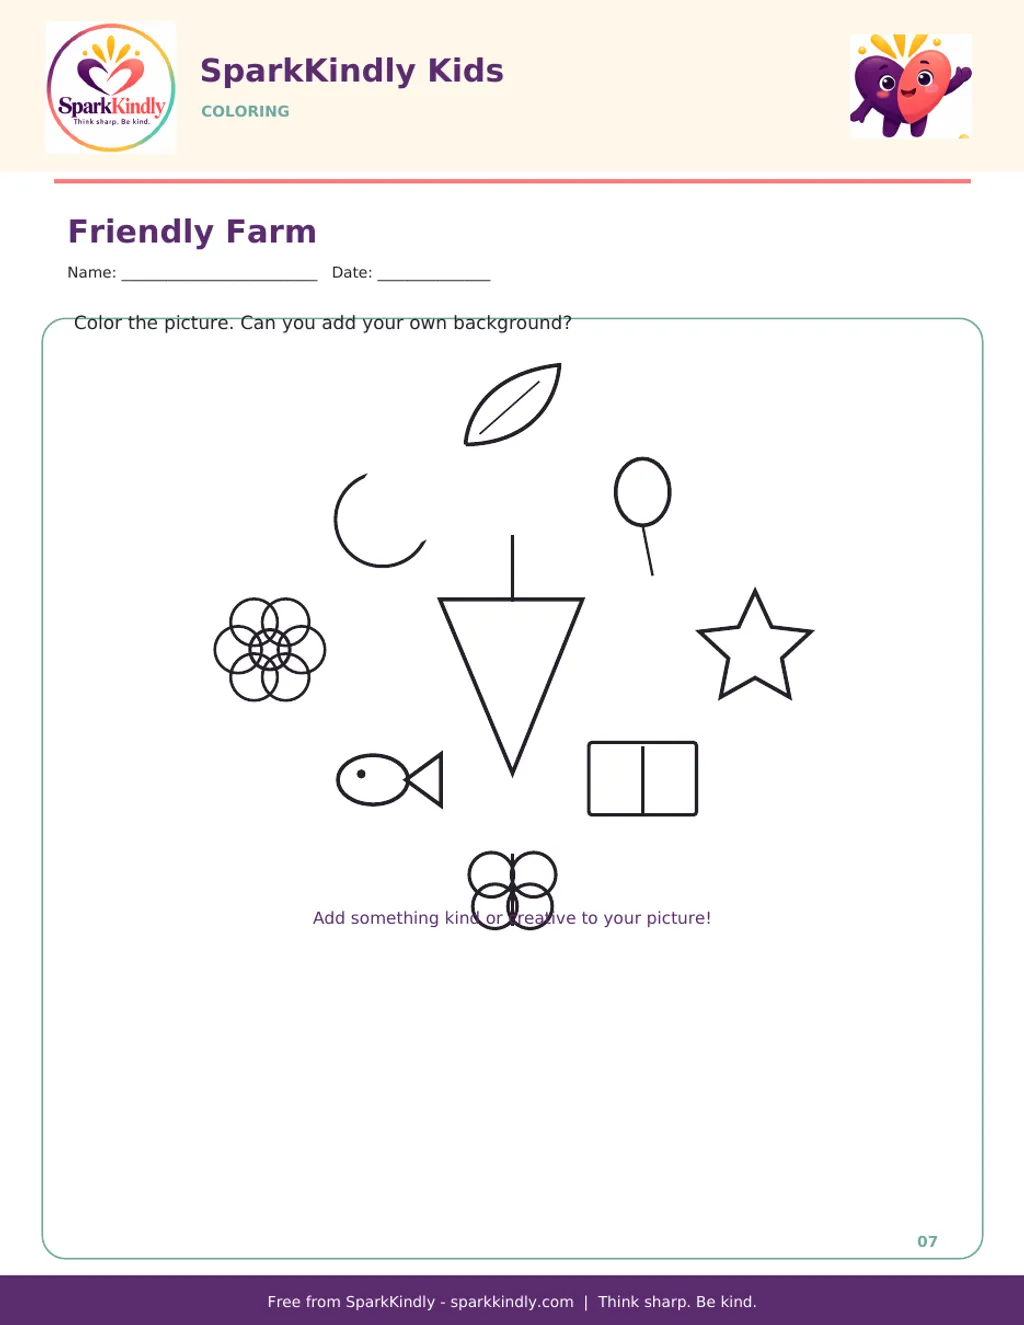 SparkKindly
Think sharp. Be kind.
SparkKindly Kids
COLORING
Friendly Farm
Name: __________________________ Date: _______________
Color the picture. Can you add your own background?
Add something kind or creative to your picture!
07
Free from SparkKindly - sparkkindly.com | Think sharp. Be kind.